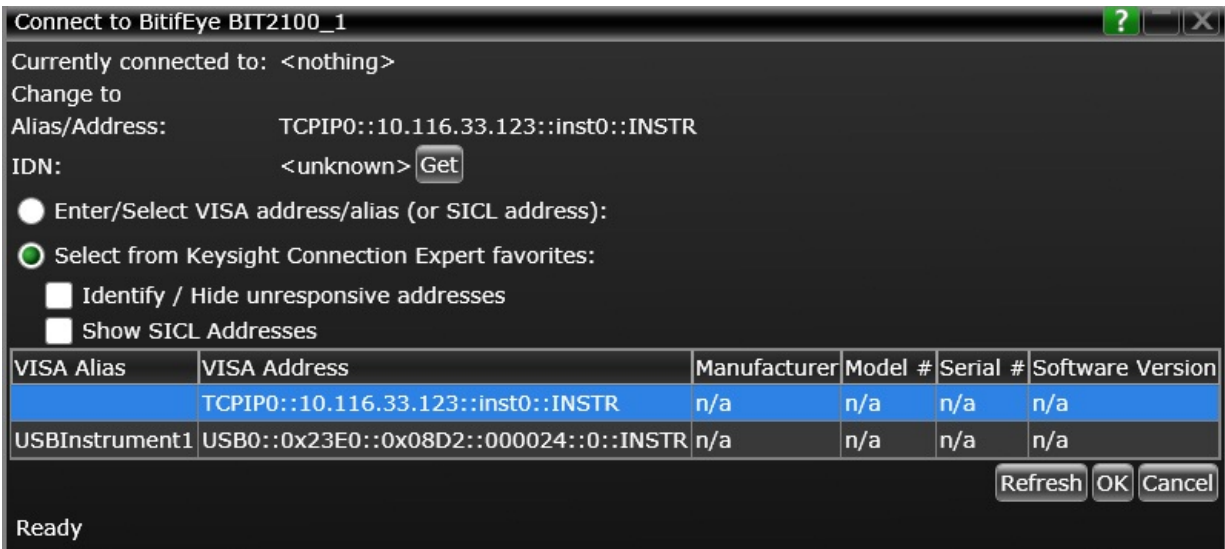 Connect to BitifEye BIT2100_1
?
X
Currently connected to: <nothing>
Change to
Alias/Address: TCPIP0::10.116.33.123::inst0::INSTR
IDN: <unknown> Get
Enter/Select VISA address/alias (or SICL address):
Select from Keysight Connection Expert favorites:
Identify / Hide unresponsive addresses
Show SICL Addresses
VISA Alias VISA Address Manufacturer Model # Serial # Software Version
TCPIP0::10.116.33.123::inst0::INSTR n/a n/a n/a n/a
USBInstrument1 USB0::0x23E0::0x08D2::000024::0::INSTR n/a n/a n/a n/a
Refresh OK Cancel
Ready